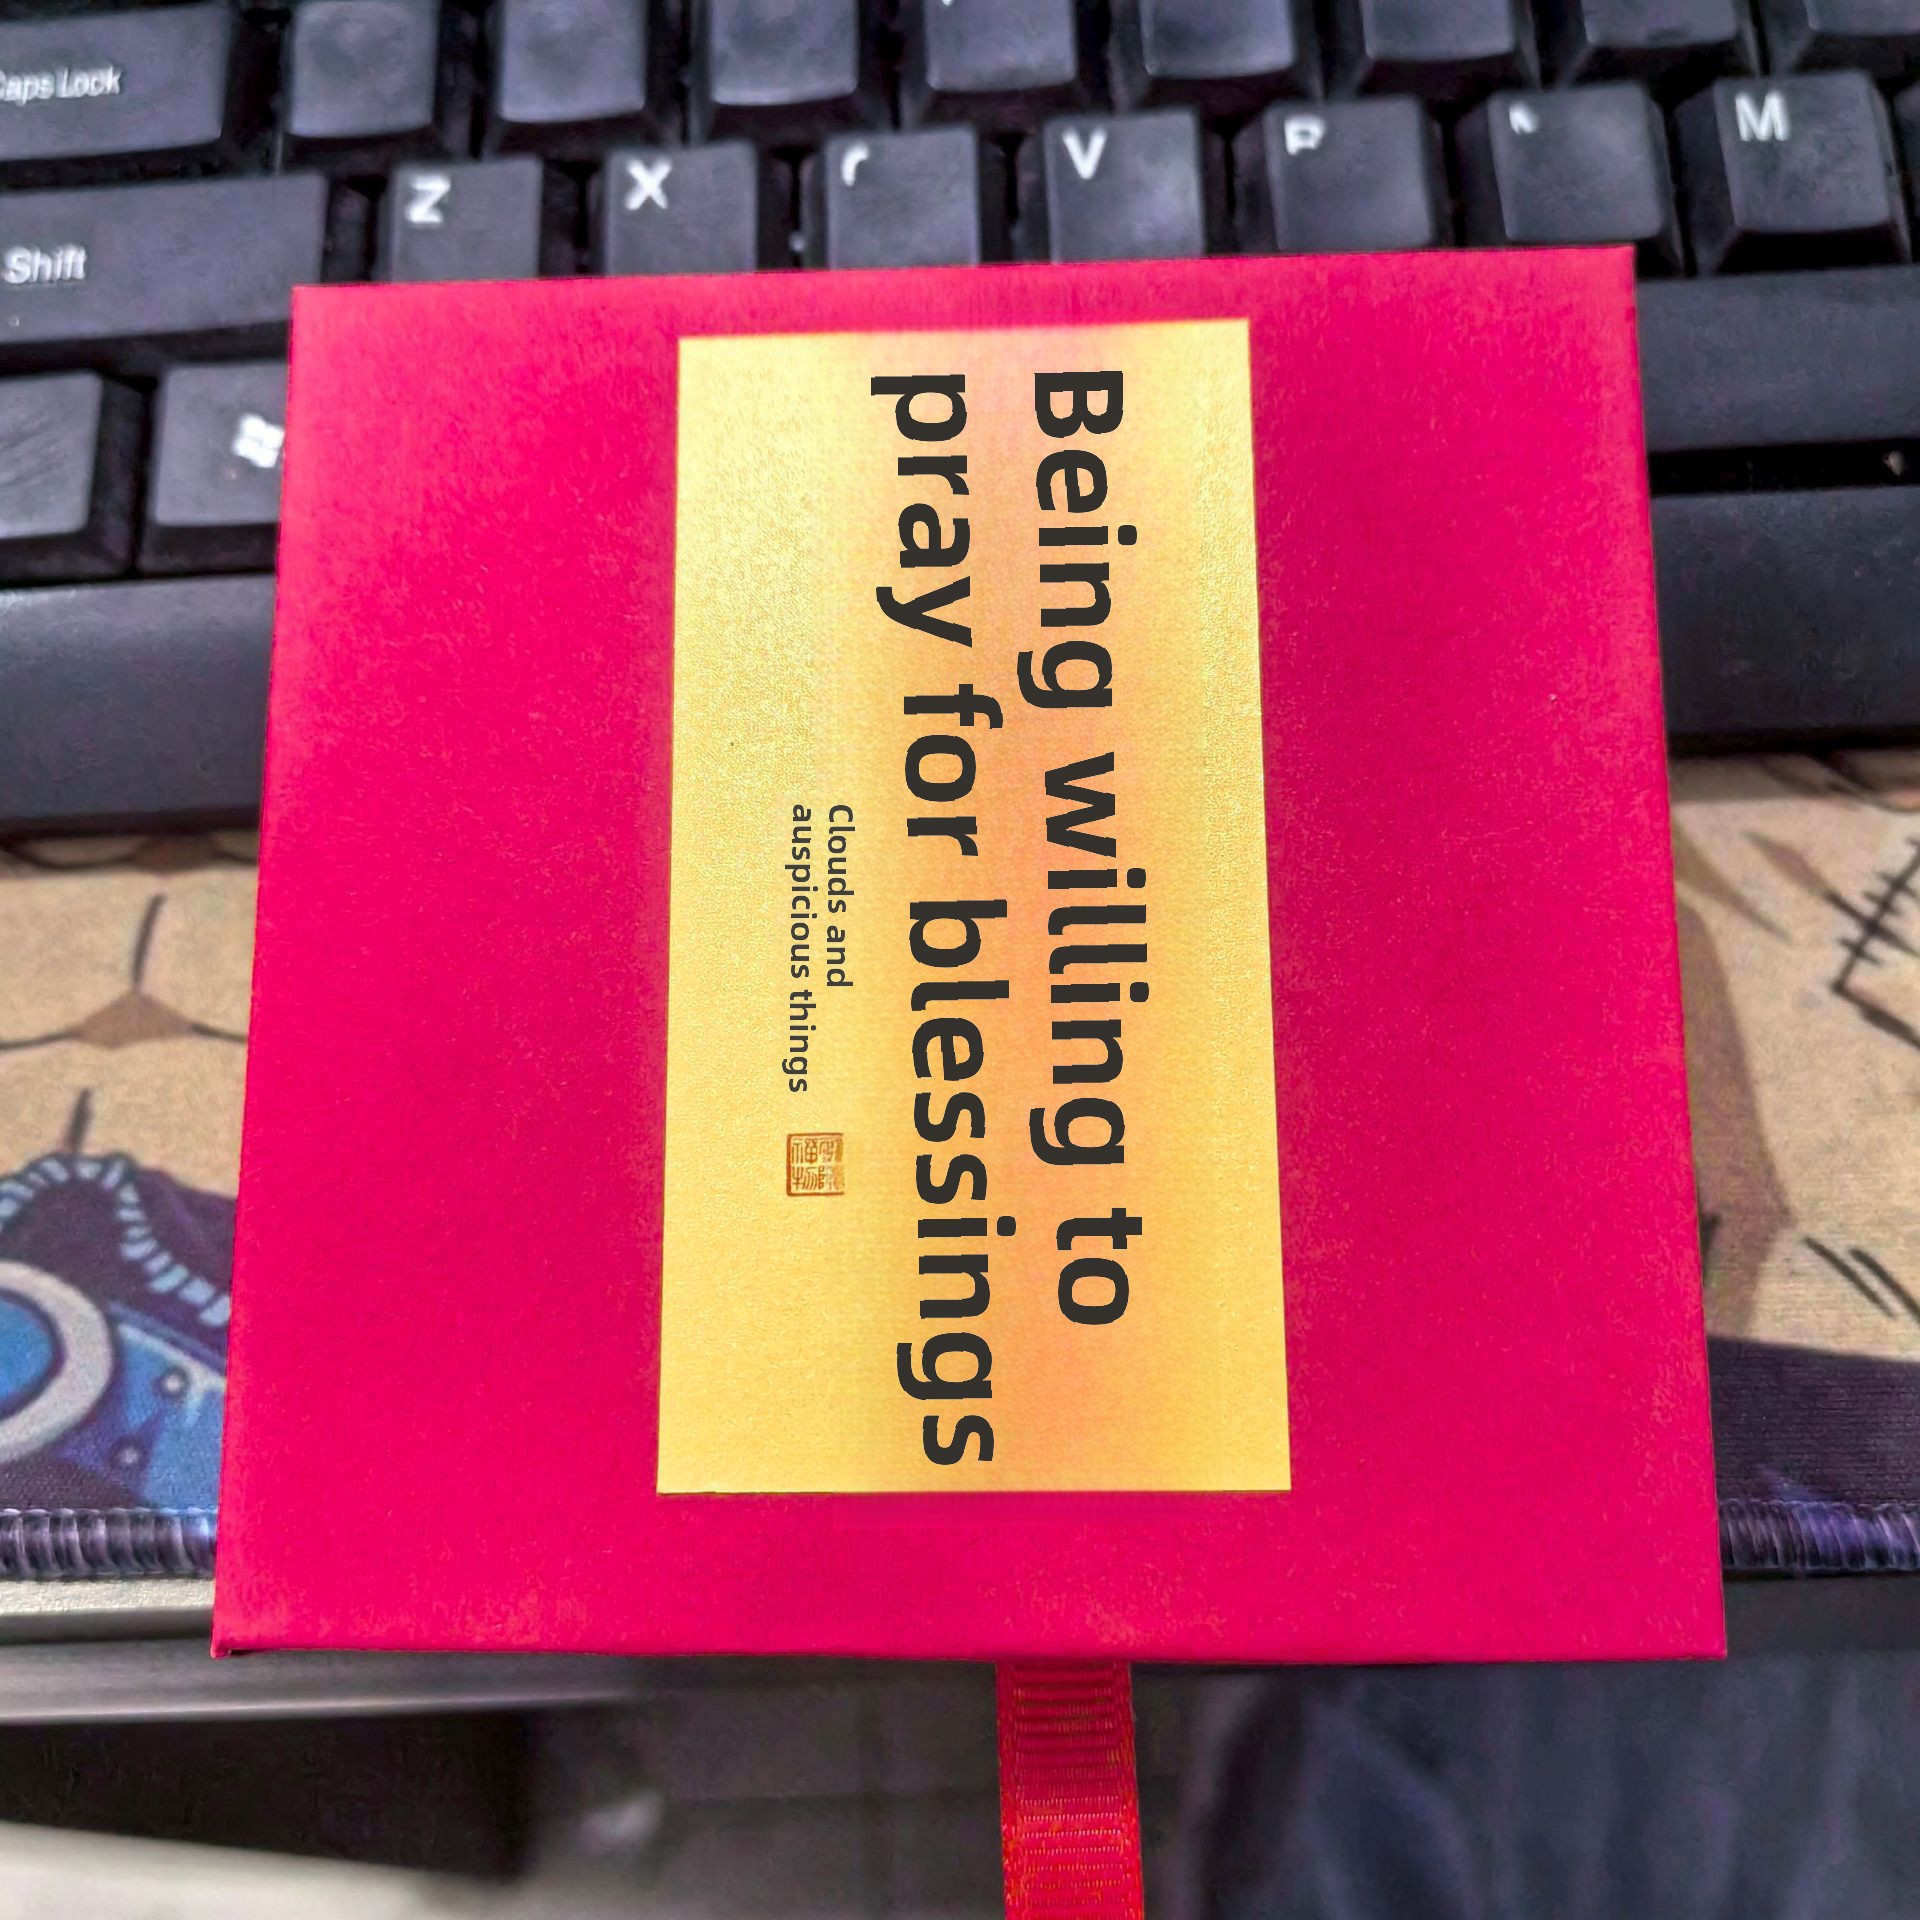 Being willing to
pray for blessings
Clouds and
auspicious things
Caps Lock
Shift
Z
X
V
M